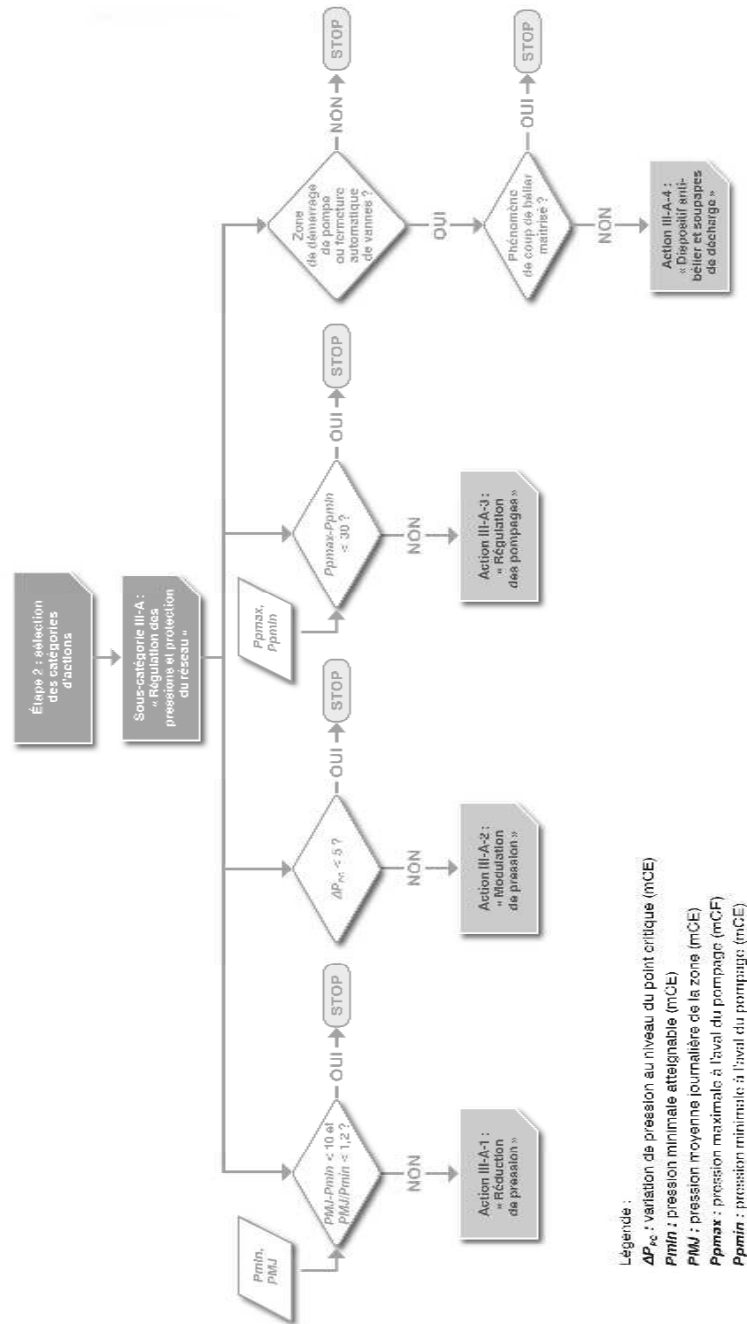 Étape 2 : sélection
des catégories
d'actions
Sous-catégorie III-A :
« Régulation des
pressions et protection
du réseau »
Pmin,
PMJ
PMJ-Pmin < 10 et
PMJ/Pmin < 1,2 ?
OUI
STOP
NON
Action III-A-1 :
« Réduction
de pression »
ΔPPC < 5 ?
OUI
STOP
NON
Action III-A-2 :
« Modulation
de pression »
Ppmax,
Ppmin
Ppmax-Ppmin
< 30 ?
OUI
STOP
NON
Action III-A-3 :
« Régulation
des pompages »
Zone
de démarrage
de pompe
ou fermeture
automatique
de vannes ?
NON
STOP
OUI
Phénomène
de coup de bélier
maîtrisé ?
OUI
STOP
NON
Action III-A-4 :
« Dispositif anti-
bélier et soupapes
de décharge »
Légende :
ΔPPC : variation de pression au niveau du point critique (mCE)
Pmin : pression minimale atteignable (mCE)
PMJ : pression moyenne journalière de la zone (mCE)
Ppmax : pression maximale à l'aval du pompage (mCE)
Ppmin : pression minimale à l'aval du pompage (mCE)